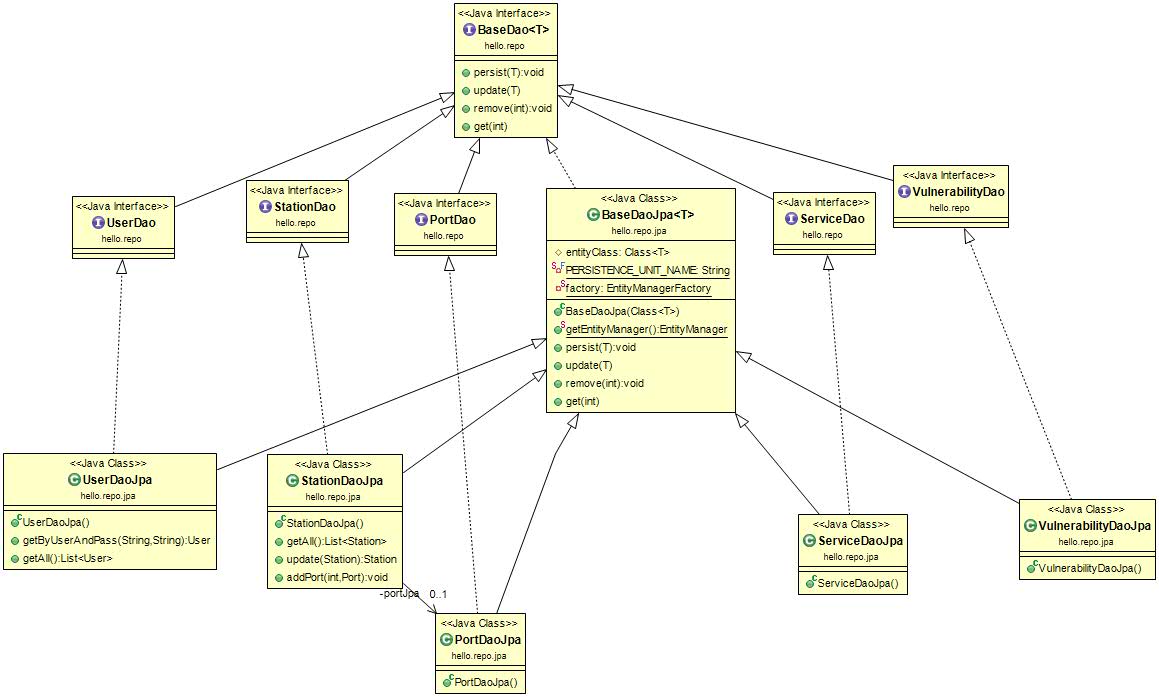 <<Java Interface>>
I BaseDao<T>
hello.repo
persist(T):void
update(T)
remove(int):void
get(int)
<<Java Interface>>
I UserDao
hello.repo
<<Java Interface>>
I StationDao
hello.repo
<<Java Interface>>
I PortDao
hello.repo
<<Java Class>>
C BaseDaoJpa<T>
hello.repo.jpa
entityClass: Class<T>
S F PERSISTENCE_UNIT_NAME: String
S factory: EntityManagerFactory
C BaseDaoJpa(Class<T>)
S getEntityManager():EntityManager
persist(T):void
update(T)
remove(int):void
get(int)
<<Java Interface>>
I ServiceDao
hello.repo
<<Java Interface>>
I VulnerabilityDao
hello.repo
<<Java Class>>
C UserDaoJpa
hello.repo.jpa
C UserDaoJpa()
getByUserAndPass(String,String):User
getAll():List<User>
<<Java Class>>
C StationDaoJpa
hello.repo.jpa
C StationDaoJpa()
getAll():List<Station>
update(Station):Station
addPort(int,Port):void
-portJpa 0..1
<<Java Class>>
C PortDaoJpa
hello.repo.jpa
C PortDaoJpa()
<<Java Class>>
C ServiceDaoJpa
hello.repo.jpa
C ServiceDaoJpa()
<<Java Class>>
C VulnerabilityDaoJpa
hello.repo.jpa
C VulnerabilityDaoJpa()